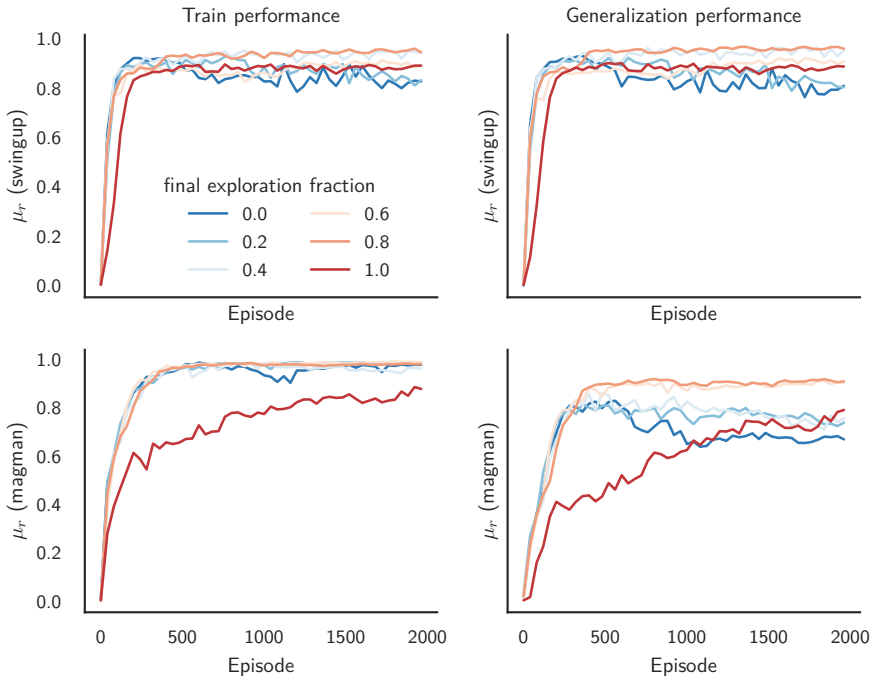 Train performance
Generalization performance
μr (swingup)
1.0
0.8
0.6
0.4
0.2
0.0
final exploration fraction
0.0
0.2
0.4
0.6
0.8
1.0
Episode
μr (swingup)
Episode
μr (magman)
1.0
0.8
0.6
0.4
0.2
0.0
0 500 1000 1500 2000
Episode
μr (magman)
0 500 1000 1500 2000
Episode